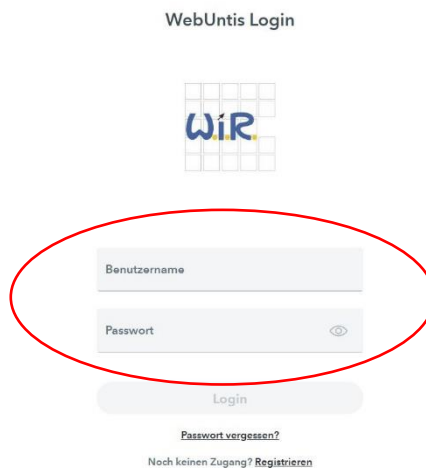 WebUntis Login
W.i.R.
Benutzername
Passwort
Login
Passwort vergessen?
Noch keinen Zugang? Registrieren